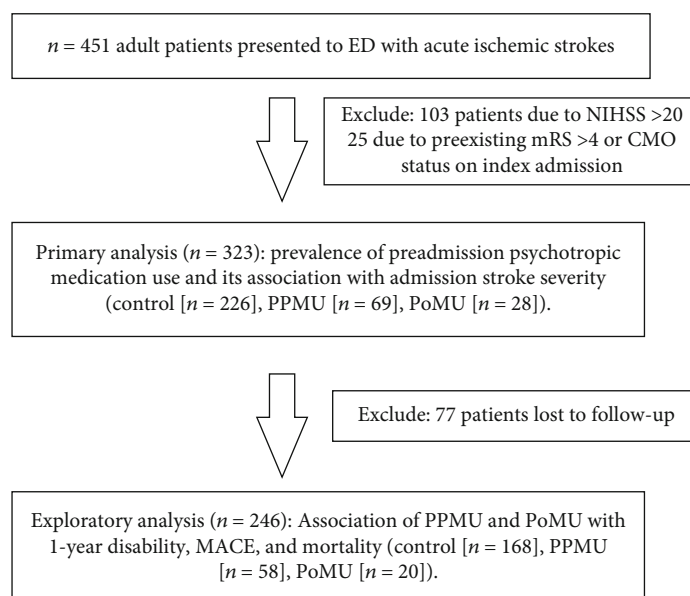 n = 451 adult patients presented to ED with acute ischemic strokes
Exclude: 103 patients due to NIHSS >20
25 due to preexisting mRS >4 or CMO
status on index admission
Primary analysis (n = 323): prevalence of preadmission psychotropic
medication use and its association with admission stroke severity
(control [n = 226], PPMU [n = 69], PoMU [n = 28]).
Exclude: 77 patients lost to follow-up
Exploratory analysis (n = 246): Association of PPMU and PoMU with
1-year disability, MACE, and mortality (control [n = 168], PPMU
[n = 58], PoMU [n = 20]).